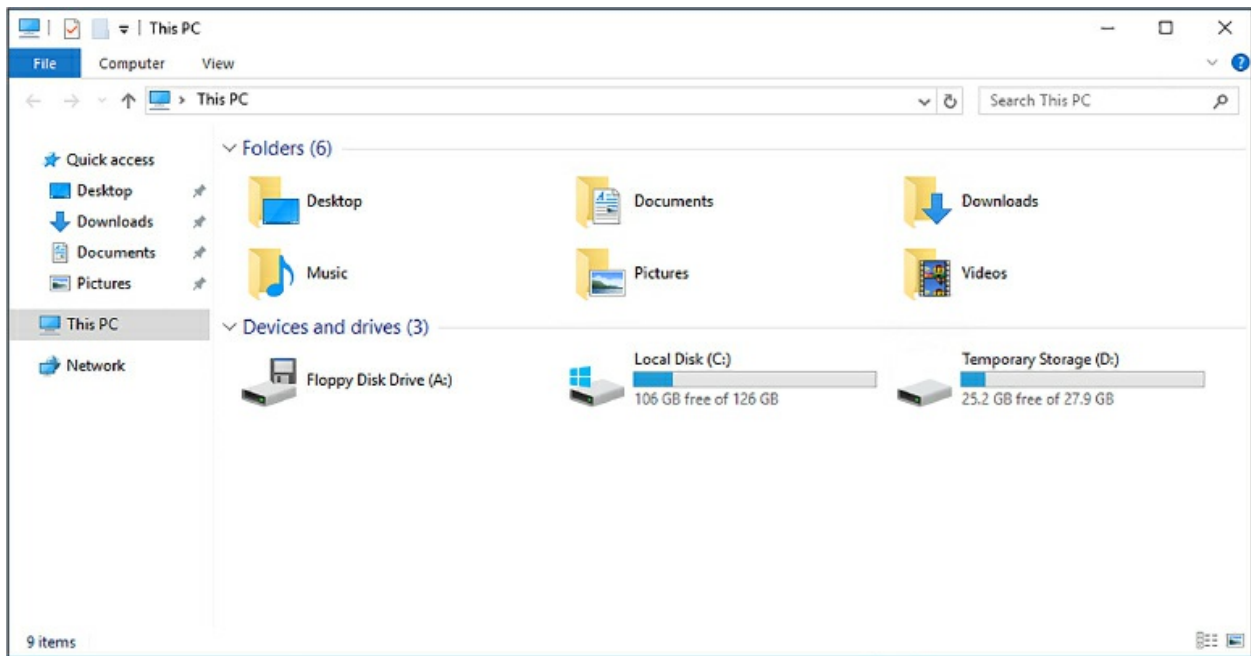 This PC
File Computer View
This PC Search This PC
Quick access
Desktop
Downloads
Documents
Pictures
This PC
Network
Folders (6)
Desktop Documents Downloads
Music Pictures Videos
Devices and drives (3)
Floppy Disk Drive (A:)
Local Disk (C:)
106 GB free of 126 GB
Temporary Storage (D:)
25.2 GB free of 27.9 GB
9 items